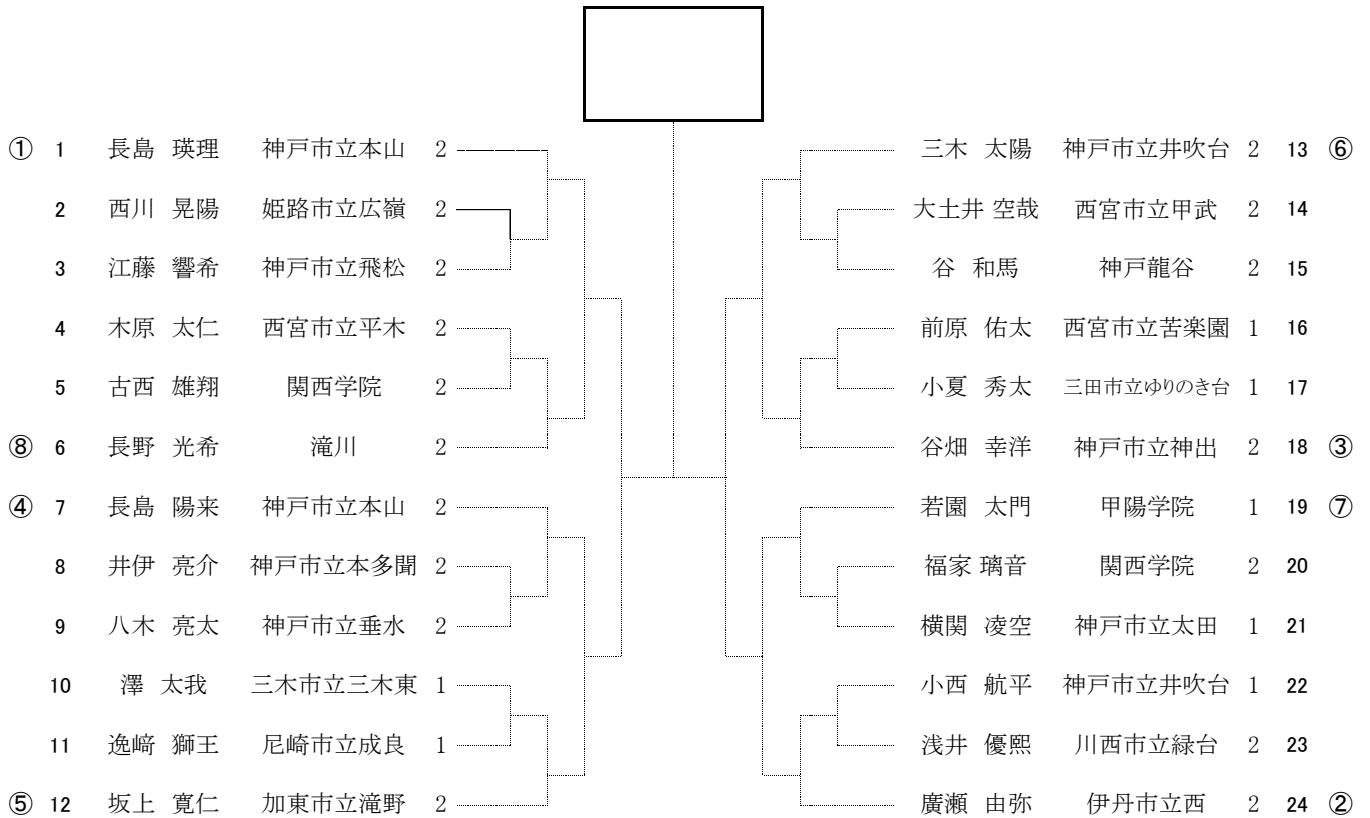 ① 1 長島 瑛理 神戸市立本山 2
2 西川 晃陽 姫路市立広嶺 2
3 江藤 響希 神戸市立飛松 2
4 木原 太仁 西宮市立平木 2
5 古西 雄翔 関西学院 2
⑧ 6 長野 光希 滝川 2
④ 7 長島 陽来 神戸市立本山 2
8 井伊 亮介 神戸市立本多聞 2
9 八木 亮太 神戸市立垂水 2
10 澤 太我 三木市立三木東 1
11 逸﨑 獅王 尼崎市立成良 1
⑤ 12 坂上 寛仁 加東市立滝野 2
三木 太陽 神戸市立井吹台 2 13 ⑥
大土井 空哉 西宮市立甲武 2 14
谷 和馬 神戸龍谷 2 15
前原 佑太 西宮市立苦楽園 1 16
小夏 秀太 三田市立ゆりのき台 1 17
谷畑 幸洋 神戸市立神出 2 18 ③
若園 太門 甲陽学院 1 19 ⑦
福家 璃音 関西学院 2 20
横関 凌空 神戸市立太田 1 21
小西 航平 神戸市立井吹台 1 22
浅井 優熙 川西市立緑台 2 23
廣瀬 由弥 伊丹市立西 2 24 ②